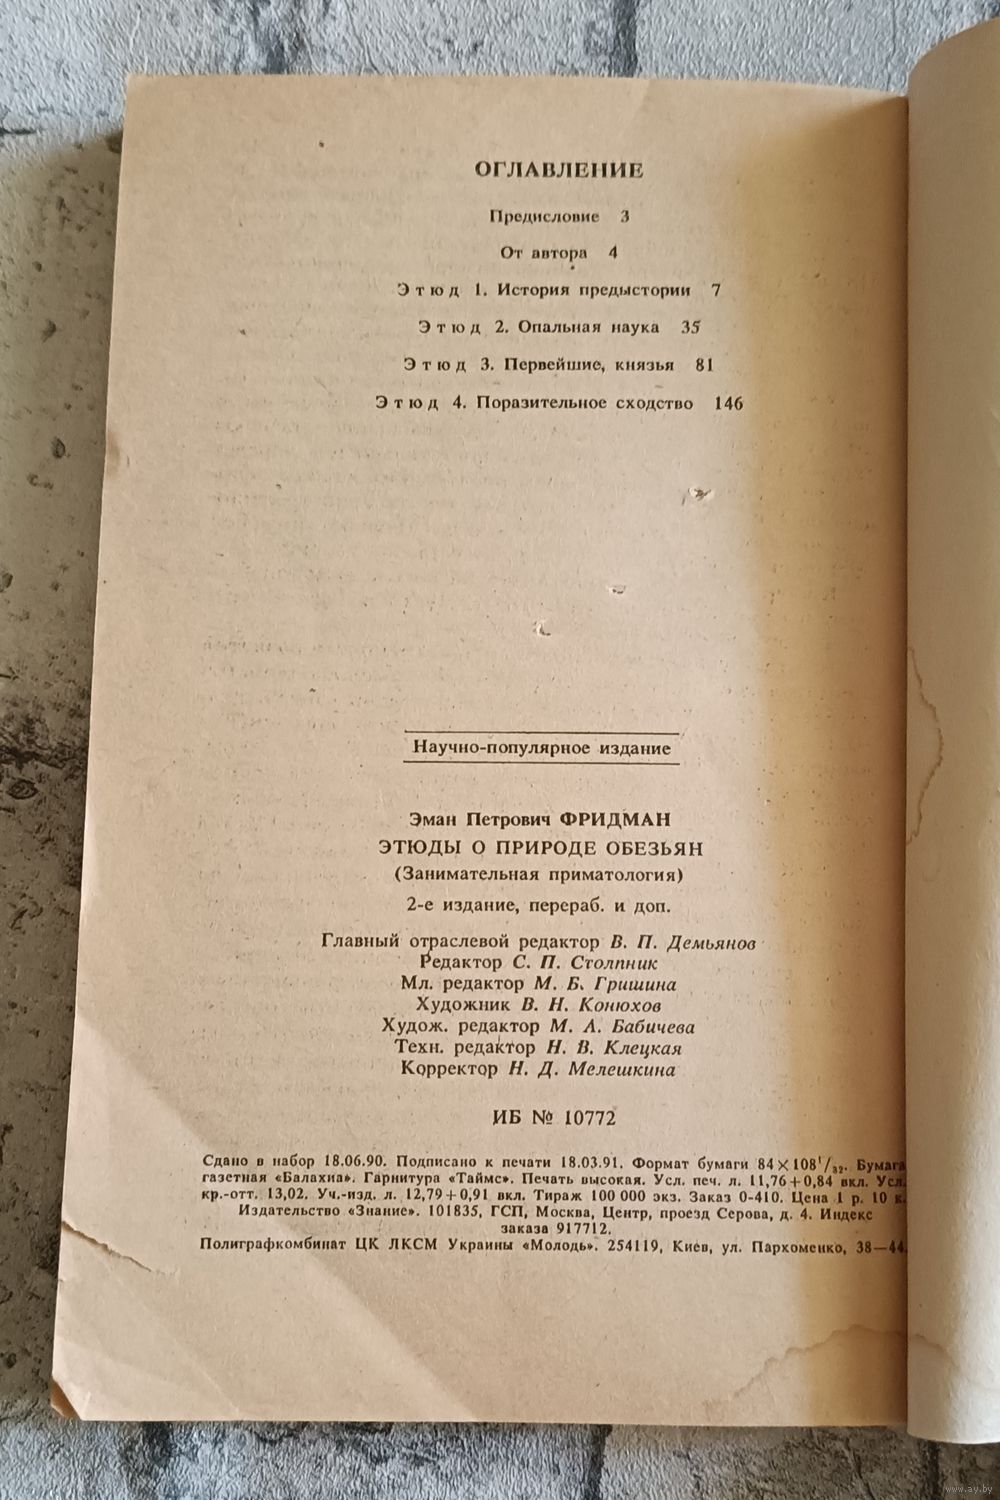 ОГЛАВЛЕНИЕ
Предисловие 3
От автора 4
Этюд 1. История предыстории 7
Этюд 2. Опальная наука 35
Этюд 3. Первейшие, князья 81
Этюд 4. Поразительное сходство 146
Научно-популярное издание
Эман Петрович ФРИДМАН
ЭТЮДЫ О ПРИРОДЕ ОБЕЗЬЯН
(Занимательная приматология)
2-е издание, перераб. и доп.
Главный отраслевой редактор В. П. Демьянов
Редактор С. П. Столпник
Мл. редактор М. Б. Гришина
Художник В. Н. Конюхов
Худож. редактор М. А. Бабичева
Техн. редактор Н. В. Клецкая
Корректор Н. Д. Мелешкина
ИБ № 10772
Сдано в набор 18.06.90. Подписано к печати 18.03.91. Формат бумаги 84×108¹/₃₂. Бумага
газетная «Балахна». Гарнитура «Таймс». Печать высокая. Усл. печ. л. 11,76+0,84 вкл. Усл.
кр.-отт. 13,02. Уч.-изд. л. 12,79+0,91 вкл. Тираж 100 000 экз. Заказ 0-410. Цена 1 р. 10 к.
Издательство «Знание». 101835, ГСП, Москва, Центр, проезд Серова, д. 4. Индекс
заказа 917712.
Полиграфкомбинат ЦК ЛКСМ Украины «Молодь». 254119, Киев, ул. Пархоменко, 38—44.
www.ay.by